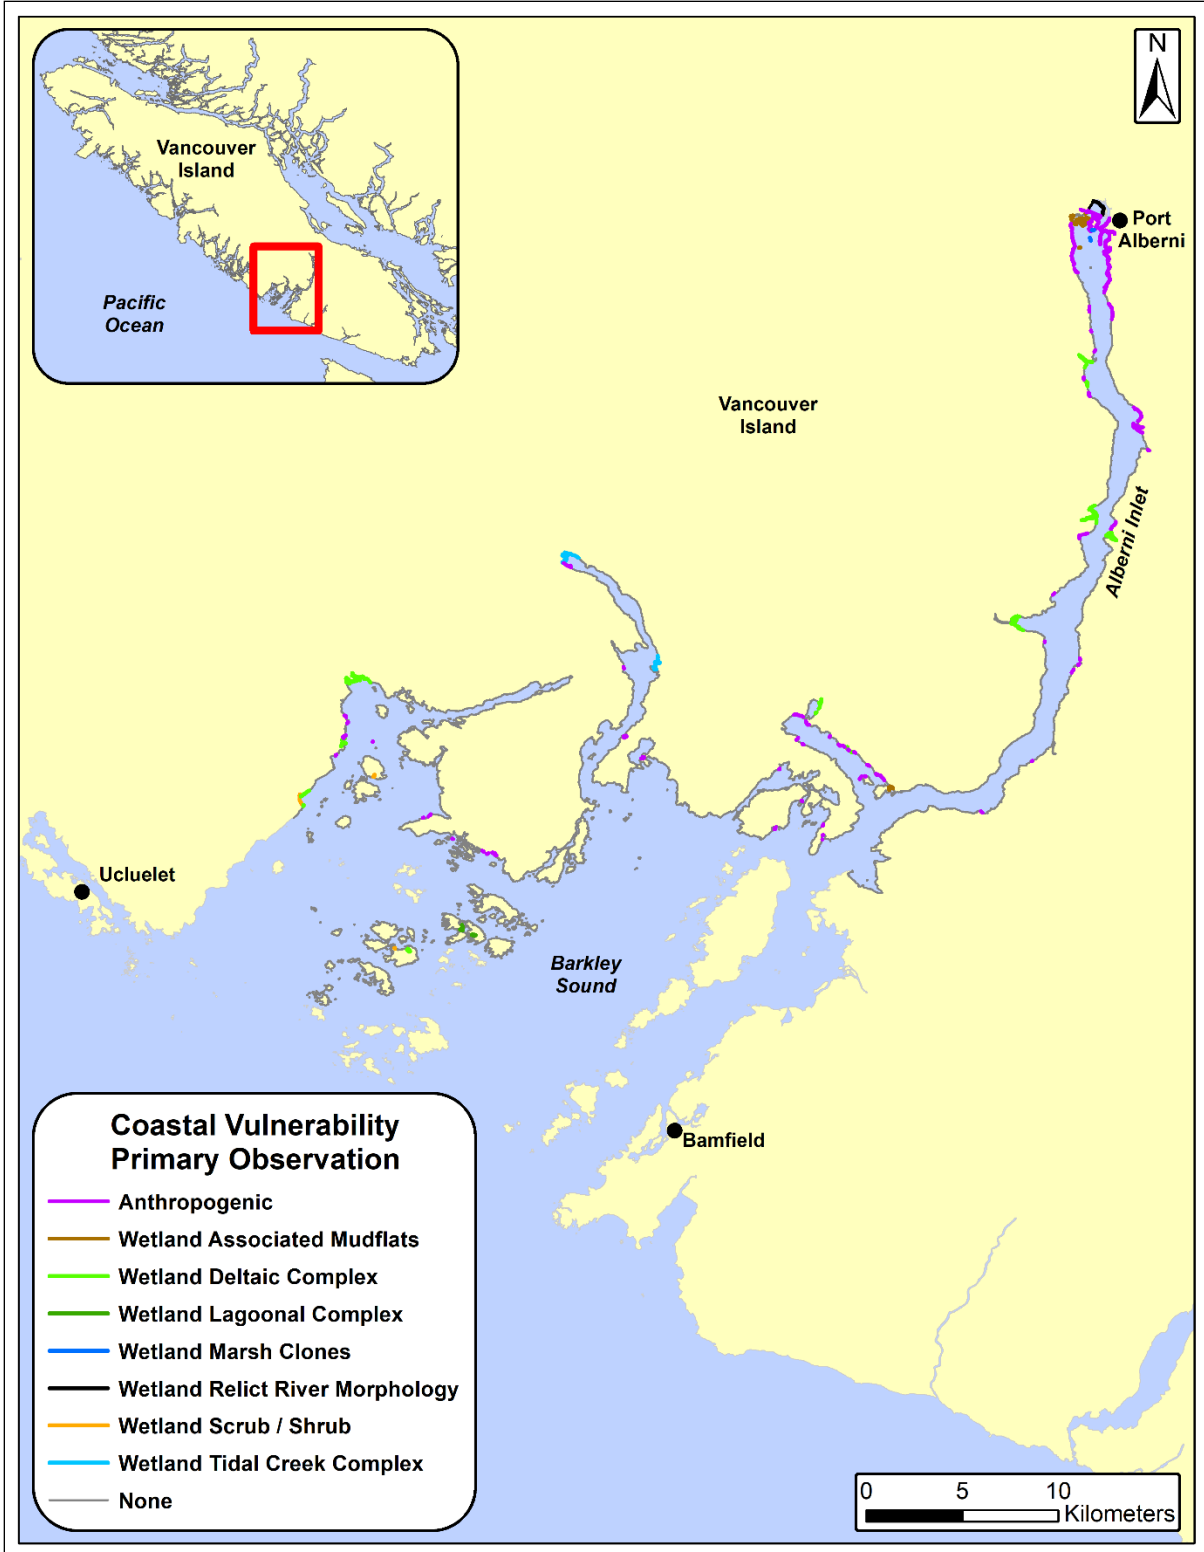 N
Vancouver
Island
Pacific
Ocean
Port
Alberni
Vancouver
Island
Alberni Inlet
Ucluelet
Barkley
Sound
Bamfield
Coastal Vulnerability
Primary Observation
Anthropogenic
Wetland Associated Mudflats
Wetland Deltaic Complex
Wetland Lagoonal Complex
Wetland Marsh Clones
Wetland Relict River Morphology
Wetland Scrub / Shrub
Wetland Tidal Creek Complex
None
0 5 10
Kilometers